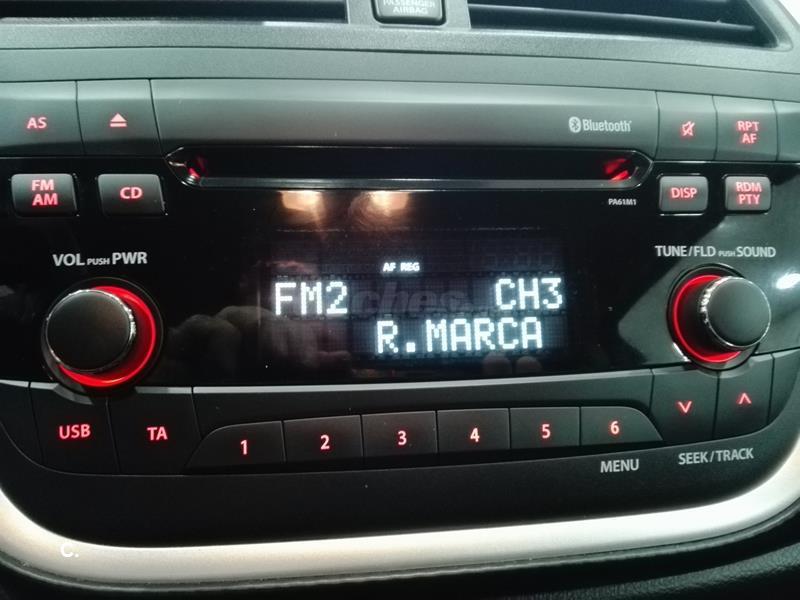 PASSENGER
AIRBAG
AS
Bluetooth
RPT
AF
FM
AM
CD
DISP
RDM
PTY
PA61M1
VOL PUSH PWR
TUNE/FLD PUSH SOUND
AF REG
FM2 CH3
R.MARCA
USB
TA
1 2 3 4 5 6
MENU
SEEK/TRACK
C.